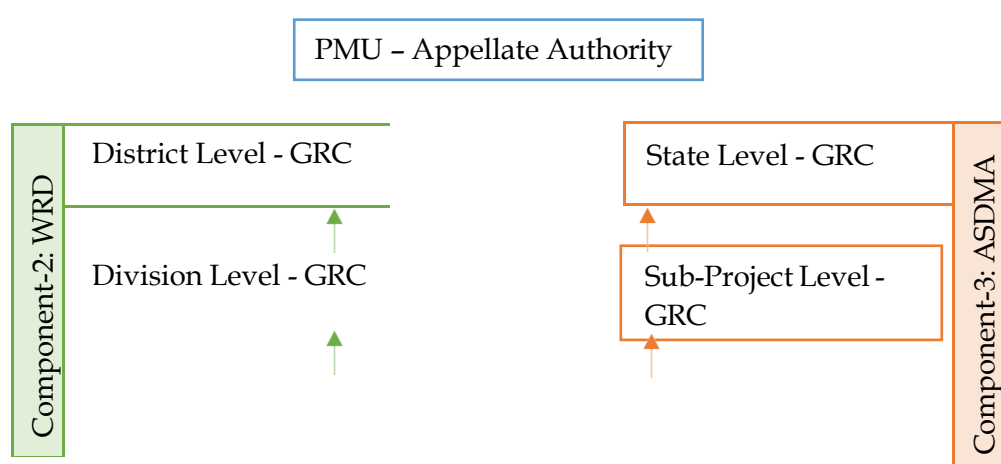 PMU – Appellate Authority
Component-2: WRD
District Level - GRC
Division Level - GRC
State Level - GRC
Sub-Project Level -
GRC
Component-3: ASDMA